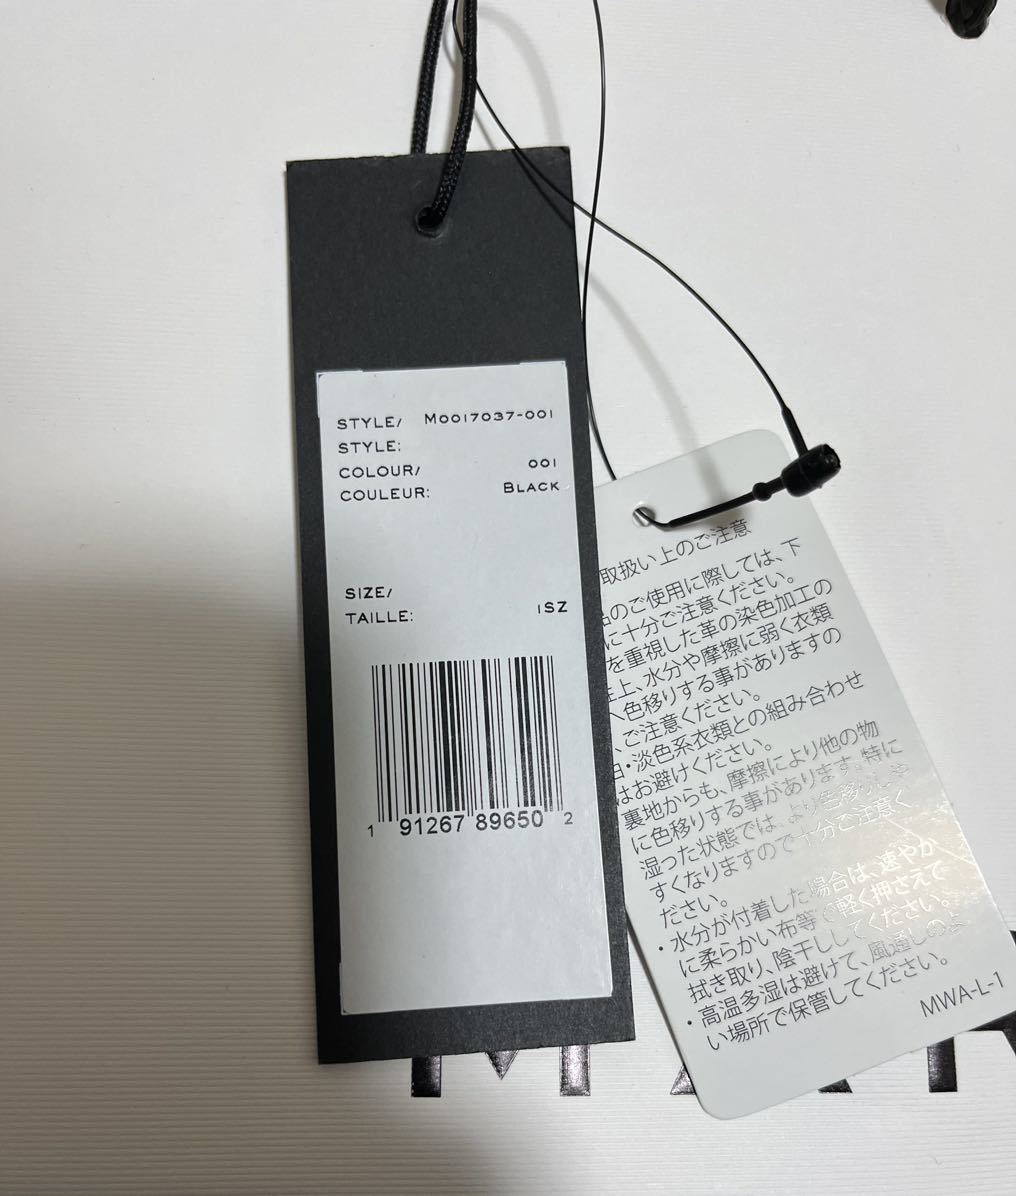 STYLE/ M0017037-001
STYLE:
COLOUR/ 001
COULEUR: BLACK
SIZE/
TAILLE: 1SZ
1 91267 89650 2
取扱い上のご注意
品のご使用に際しては、下
に十分ご注意ください。
を重視した革の染色加工の
性上、水分や摩擦に弱く衣類
へ色移りする事がありますの
、ご注意ください。
白・淡色系衣類との組み合わせ
はお避けください。
裏地からも、摩擦により他の物
に色移りする事があります。特に
湿った状態では、より色移りしや
すくなりますので十分ご注意く
ださい。
・水分が付着した場合は、速やか
に柔らかい布等で軽く押さえて
拭き取り、陰干ししてください。
・高温多湿は避けて、風通しのよ
い場所で保管してください。
MWA-L-1